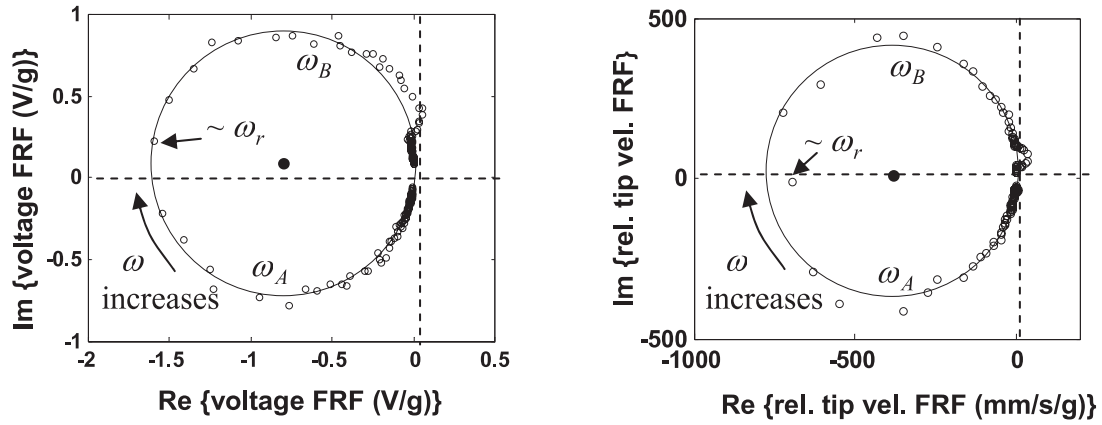 1
0.5
0
-0.5
-1
-2
-1.5
-1
-0.5
0
0.5
Im {voltage FRF (V/g)}
Re {voltage FRF (V/g)}
ω_B
~ ω_r
ω_A
ω
increases
500
0
-500
-1000
-500
0
Im {rel. tip vel. FRF}
Re {rel. tip vel. FRF (mm/s/g)}
ω_B
~ ω_r
ω_A
ω
increases